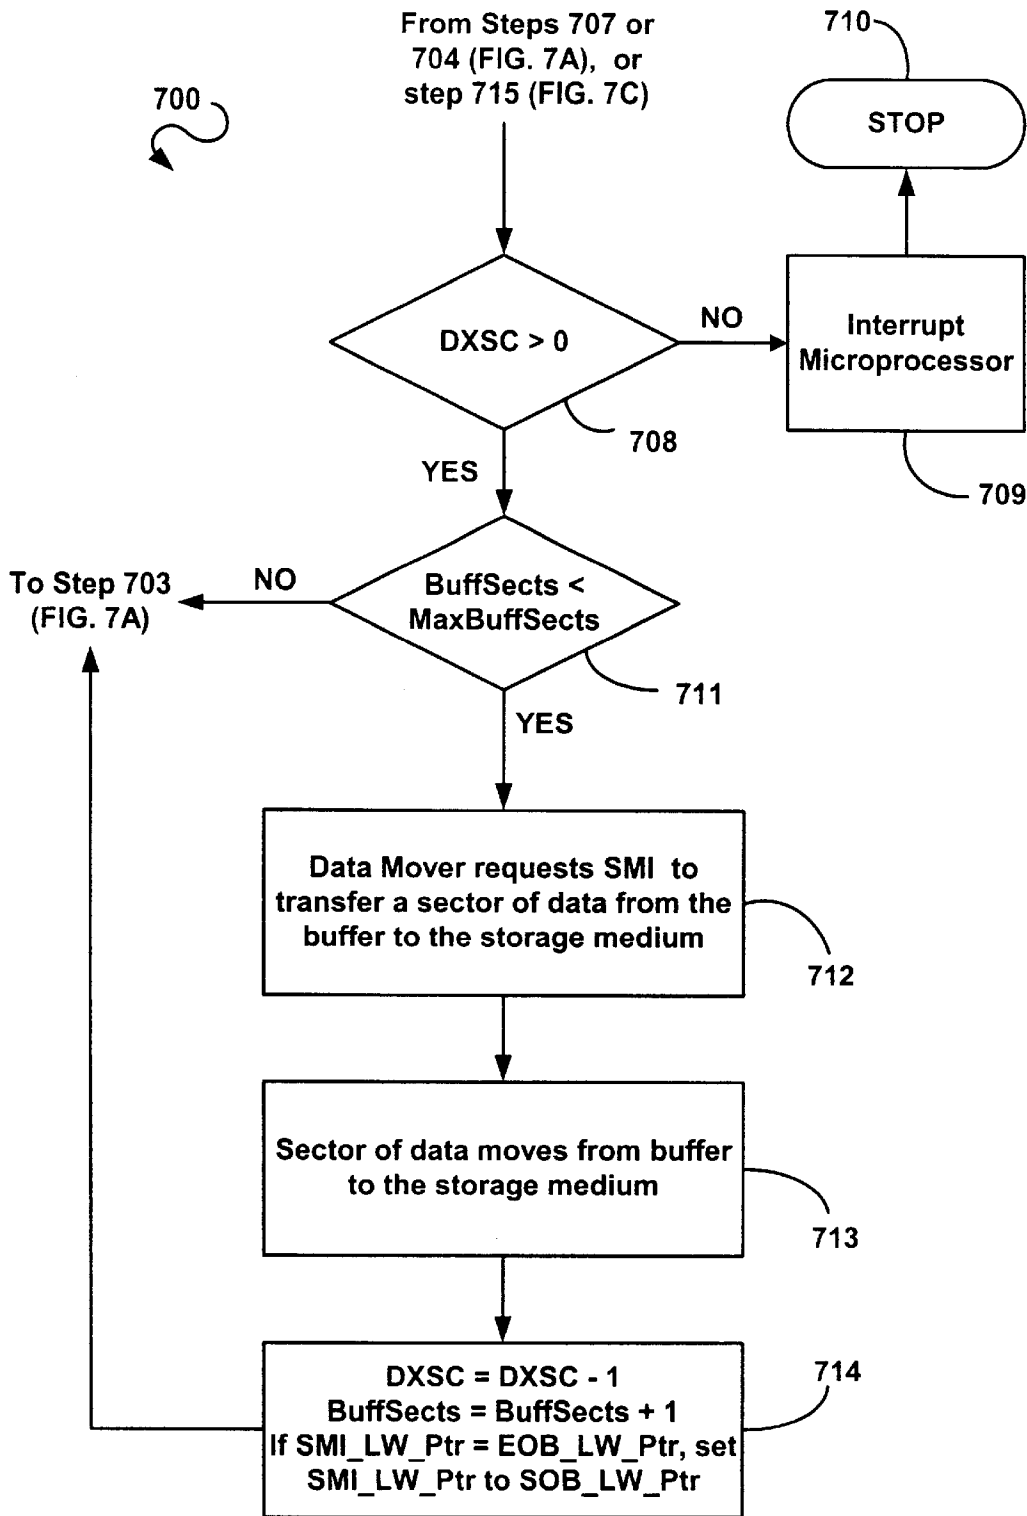 From Steps 707 or
704 (FIG. 7A), or
step 715 (FIG. 7C)
710
700
STOP
DXSC > 0
NO
Interrupt
Microprocessor
708
709
YES
BuffSects <
MaxBuffSects
NO
To Step 703
(FIG. 7A)
711
YES
Data Mover requests SMI to
transfer a sector of data from the
buffer to the storage medium
712
Sector of data moves from buffer
to the storage medium
713
DXSC = DXSC - 1
BuffSects = BuffSects + 1
If SMI_LW_Ptr = EOB_LW_Ptr, set
SMI_LW_Ptr to SOB_LW_Ptr
714